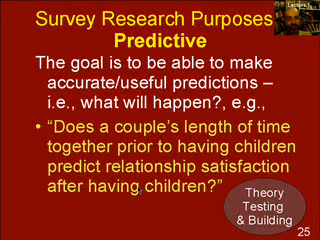 Lecture 1
Survey Research Purposes
Predictive
The goal is to be able to make
accurate/useful predictions –
i.e., what will happen?, e.g.,
• “Does a couple’s length of time
together prior to having children
predict relationship satisfaction
after having children?”
Theory
Testing
& Building
25